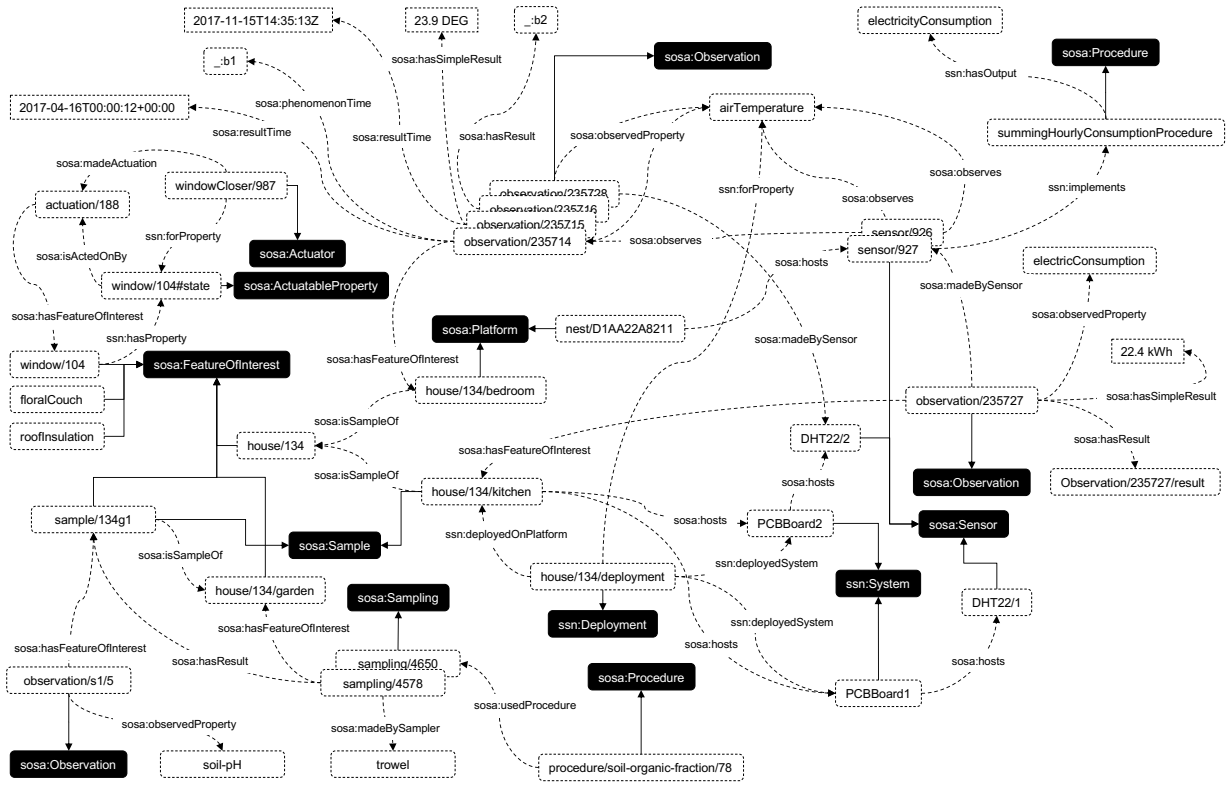 2017-11-15T14:35:13Z
23.9 DEG
_:b2
electricityConsumption
sosa:Observation
sosa:Procedure
_:b1
sosa:hasSimpleResult
ssn:hasOutput
sosa:phenomenonTime
2017-04-16T00:00:12+00:00
airTemperature
sosa:resultTime
sosa:resultTime
sosa:hasResult
sosa:observedProperty
summingHourlyConsumptionProcedure
sosa:madeActuation
windowCloser/987
ssn:forProperty
sosa:observes
ssn:implements
actuation/188
observation/235728
observation/235716
observation/235715
observation/235714
sosa:observes
sensor/926
sensor/927
ssn:forProperty
sosa:observes
sosa:isActedOnBy
sosa:Actuator
sosa:hosts
electricConsumption
window/104#state
sosa:ActuatableProperty
sosa:madeBySensor
sosa:hasFeatureOfInterest
ssn:hasProperty
sosa:Platform
nest/D1AA22A8211
sosa:observedProperty
sosa:madeBySensor
window/104
sosa:FeatureOfInterest
sosa:hasFeatureOfInterest
22.4 kWh
floralCouch
house/134/bedroom
observation/235727
sosa:hasSimpleResult
roofInsulation
sosa:isSampleOf
house/134
DHT22/2
sosa:hasResult
sosa:hasFeatureOfInterest
sosa:isSampleOf
sosa:hosts
sosa:Observation
Observation/235727/result
house/134/kitchen
sample/134g1
sosa:hosts
PCBBoard2
sosa:Sensor
ssn:deployedOnPlatform
sosa:Sample
sosa:isSampleOf
ssn:deployedSystem
house/134/deployment
ssn:System
house/134/garden
sosa:Sampling
DHT22/1
ssn:Deployment
ssn:deployedSystem
sosa:hasFeatureOfInterest
sosa:hasFeatureOfInterest
sosa:hosts
sosa:hasResult
sampling/4650
sosa:hosts
observation/s1/5
sampling/4578
sosa:Procedure
PCBBoard1
sosa:usedProcedure
sosa:observedProperty
sosa:madeBySampler
sosa:Observation
soil-pH
trowel
procedure/soil-organic-fraction/78